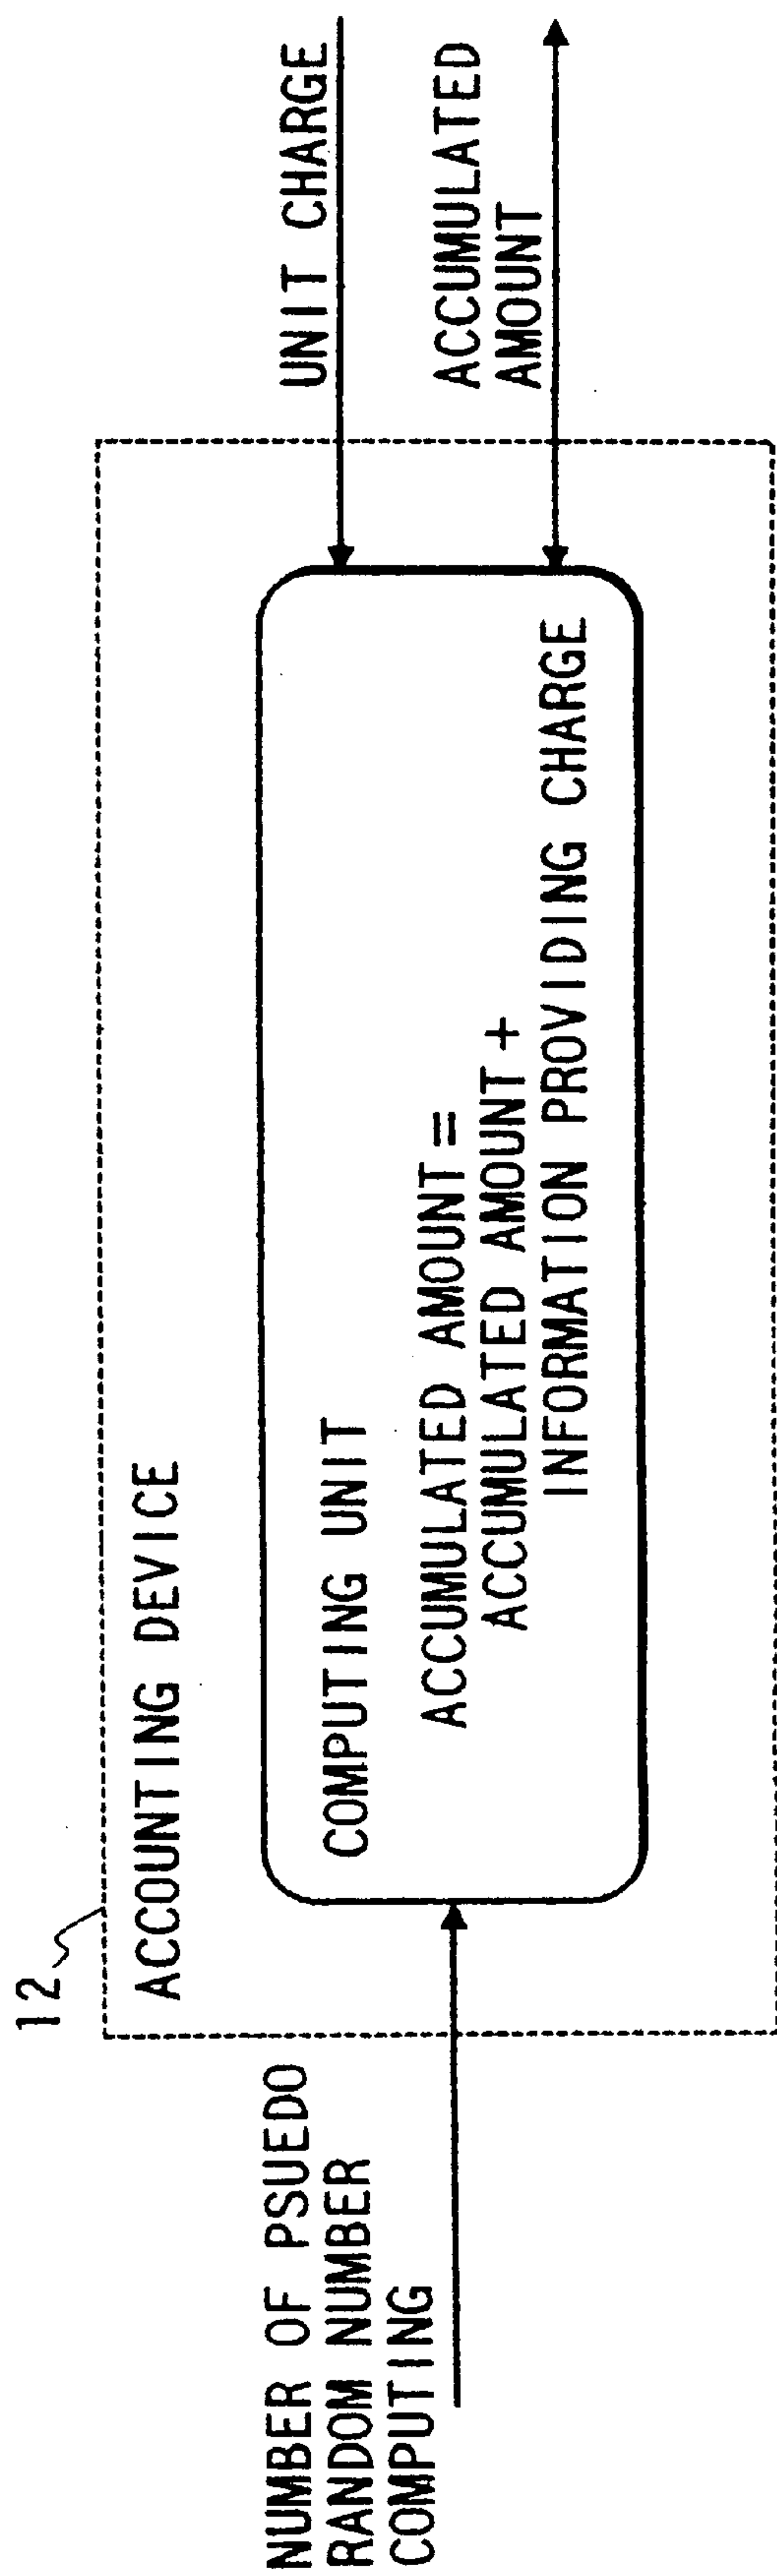 12
ACCOUNTING DEVICE
NUMBER OF PSUEDO
RANDOM NUMBER
COMPUTING
COMPUTING UNIT
ACCUMULATED AMOUNT =
ACCUMULATED AMOUNT +
INFORMATION PROVIDING CHARGE
UNIT CHARGE
ACCUMULATED
AMOUNT